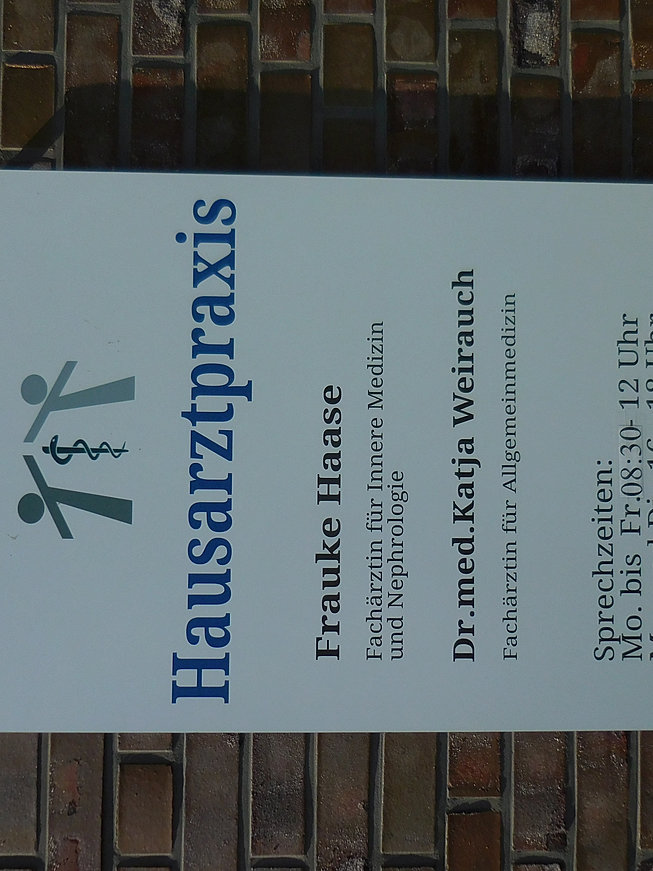 Hausarztpraxis
Frauke Haase
Fachärztin für Innere Medizin
und Nephrologie
Dr.med.Katja Weirauch
Fachärztin für Allgemeinmedizin
Sprechzeiten:
Mo. bis Fr.08:30- 12 Uhr